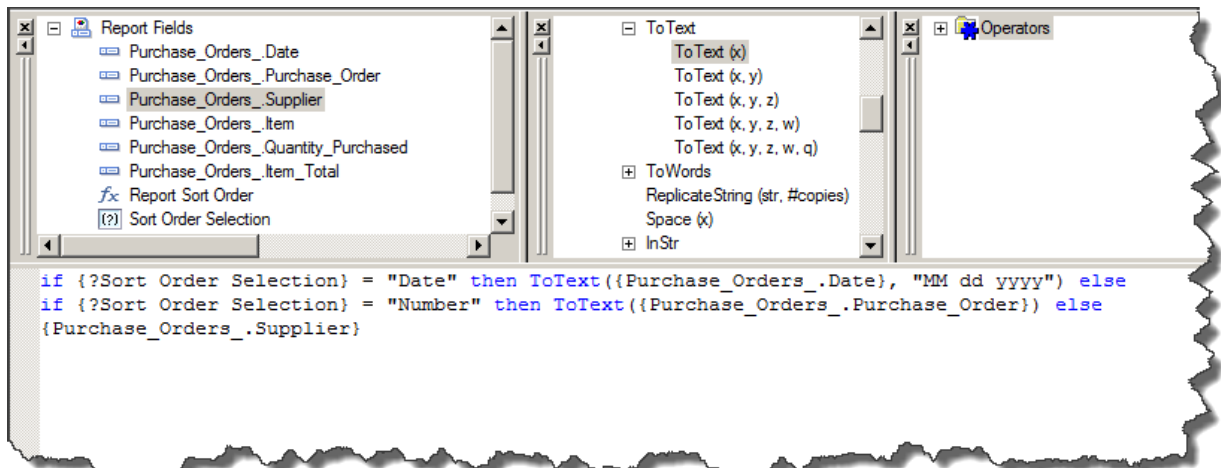 Report Fields
Purchase_Orders_.Date
Purchase_Orders_.Purchase_Order
Purchase_Orders_.Supplier
Purchase_Orders_.Item
Purchase_Orders_.Quantity_Purchased
Purchase_Orders_.Item_Total
fx Report Sort Order
(?) Sort Order Selection
ToText
ToText (x)
ToText (x, y)
ToText (x, y, z)
ToText (x, y, z, w)
ToText (x, y, z, w, q)
ToWords
ReplicateString (str, #copies)
Space (x)
InStr
Operators
if {?Sort Order Selection} = "Date" then ToText({Purchase_Orders_.Date}, "MM dd yyyy") else
if {?Sort Order Selection} = "Number" then ToText({Purchase_Orders_.Purchase_Order}) else
{Purchase_Orders_.Supplier}